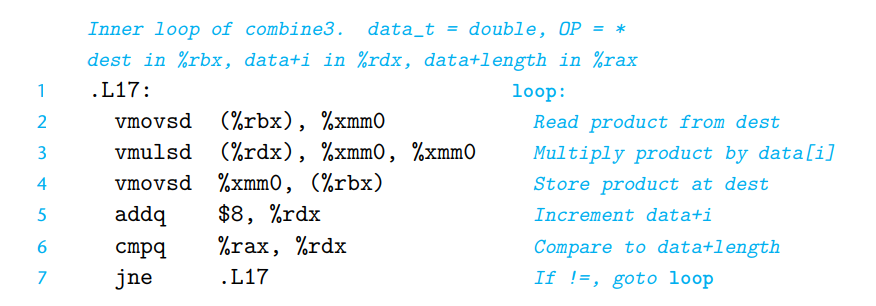 Inner loop of combine3. data_t = double, OP = *
dest in %rbx, data+i in %rdx, data+length in %rax
1 .L17: loop:
2 vmovsd (%rbx), %xmm0 Read product from dest
3 vmulsd (%rdx), %xmm0, %xmm0 Multiply product by data[i]
4 vmovsd %xmm0, (%rbx) Store product at dest
5 addq $8, %rdx Increment data+i
6 cmpq %rax, %rdx Compare to data+length
7 jne .L17 If !=, goto loop